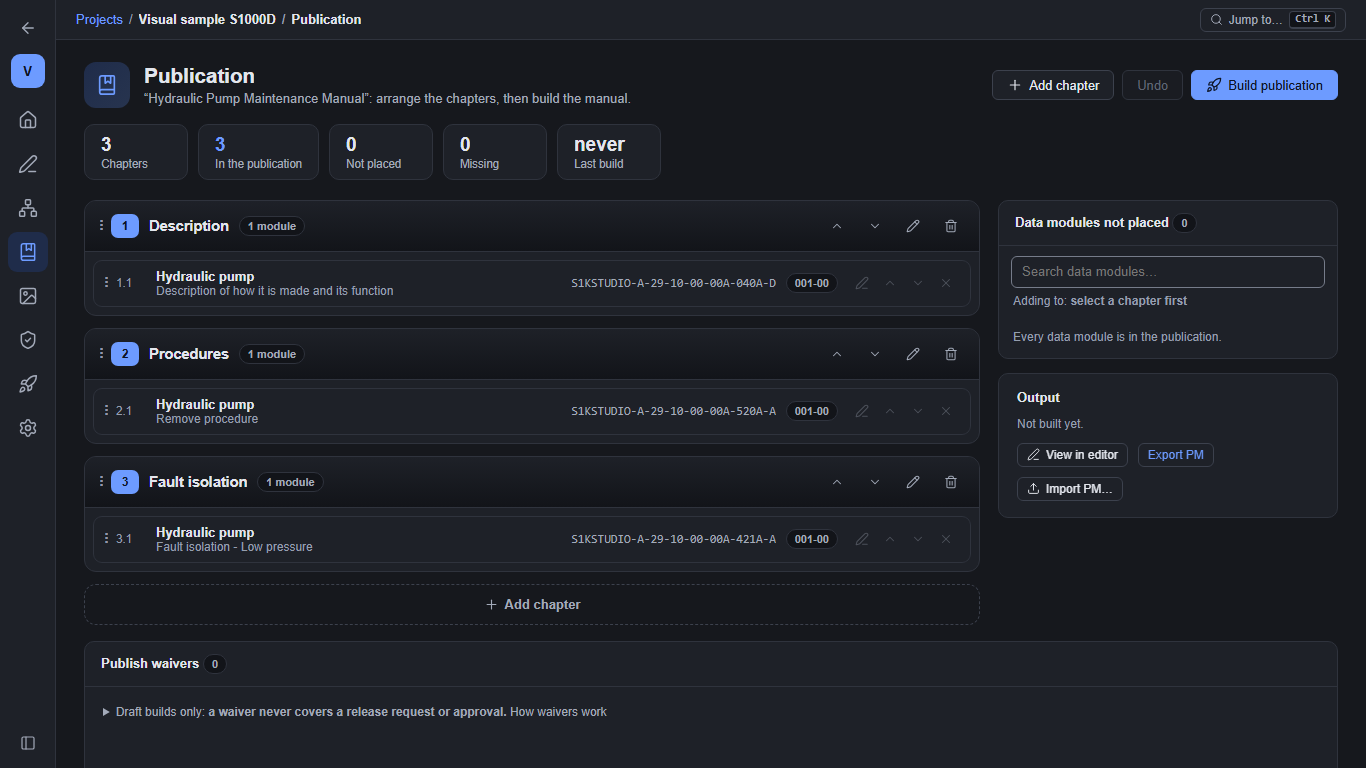 Projects / Visual sample S1000D / Publication
Jump to... Ctrl K
V
Publication
“Hydraulic Pump Maintenance Manual”: arrange the chapters, then build the manual.
Add chapter
Undo
Build publication
3
Chapters
3
In the publication
0
Not placed
0
Missing
never
Last build
1 Description 1 module
1.1 Hydraulic pump
Description of how it is made and its function
S1KSTUDIO-A-29-10-00-00A-040A-D 001-00
2 Procedures 1 module
2.1 Hydraulic pump
Remove procedure
S1KSTUDIO-A-29-10-00-00A-520A-A 001-00
3 Fault isolation 1 module
3.1 Hydraulic pump
Fault isolation - Low pressure
S1KSTUDIO-A-29-10-00-00A-421A-A 001-00
Add chapter
Data modules not placed 0
Search data modules...
Adding to: select a chapter first
Every data module is in the publication.
Output
Not built yet.
View in editor
Export PM
Import PM...
Publish waivers 0
Draft builds only: a waiver never covers a release request or approval. How waivers work